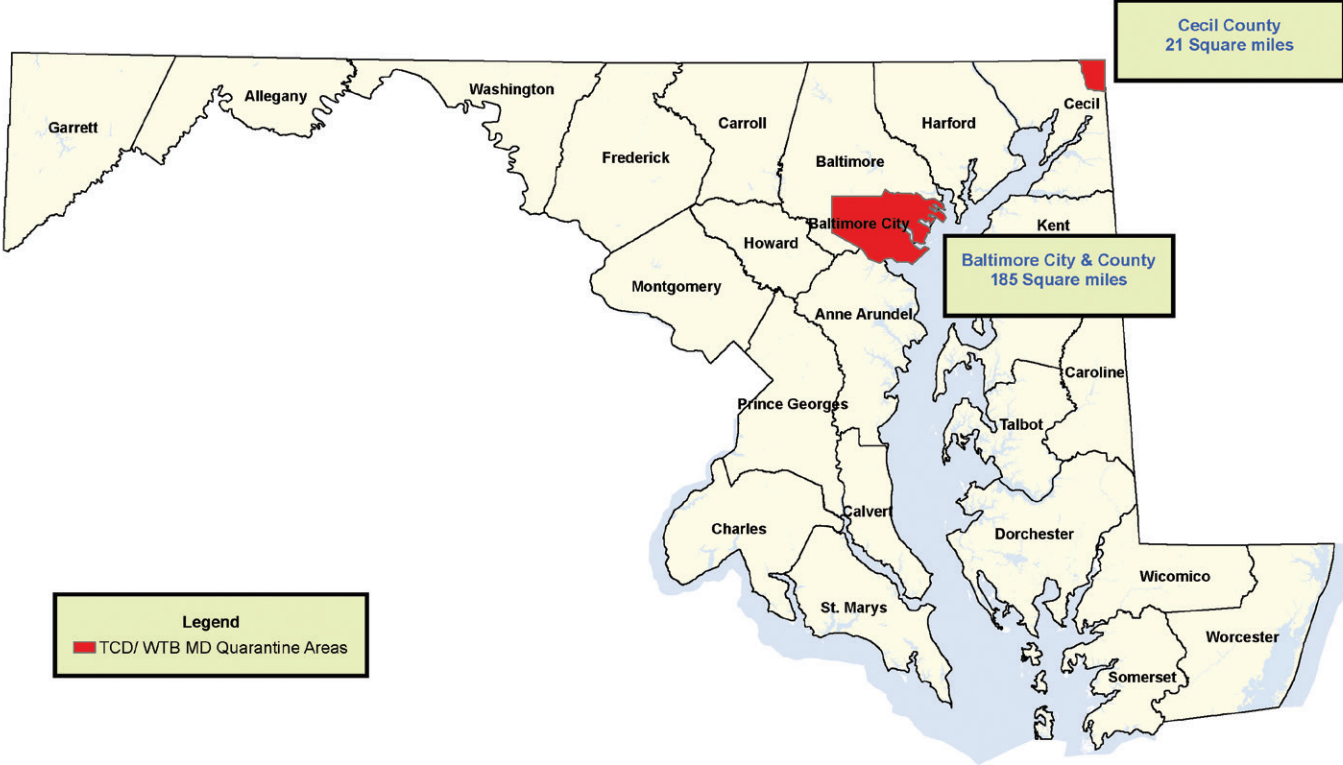 Cecil County
21 Square miles
Garrett
Allegany
Washington
Frederick
Carroll
Baltimore
Harford
Cecil
Baltimore City
Howard
Kent
Baltimore City & County
185 Square miles
Montgomery
Anne Arundel
Prince Georges
Caroline
Talbot
Charles
Calvert
Dorchester
St. Marys
Wicomico
Worcester
Somerset
Legend
TCD/ WTB MD Quarantine Areas